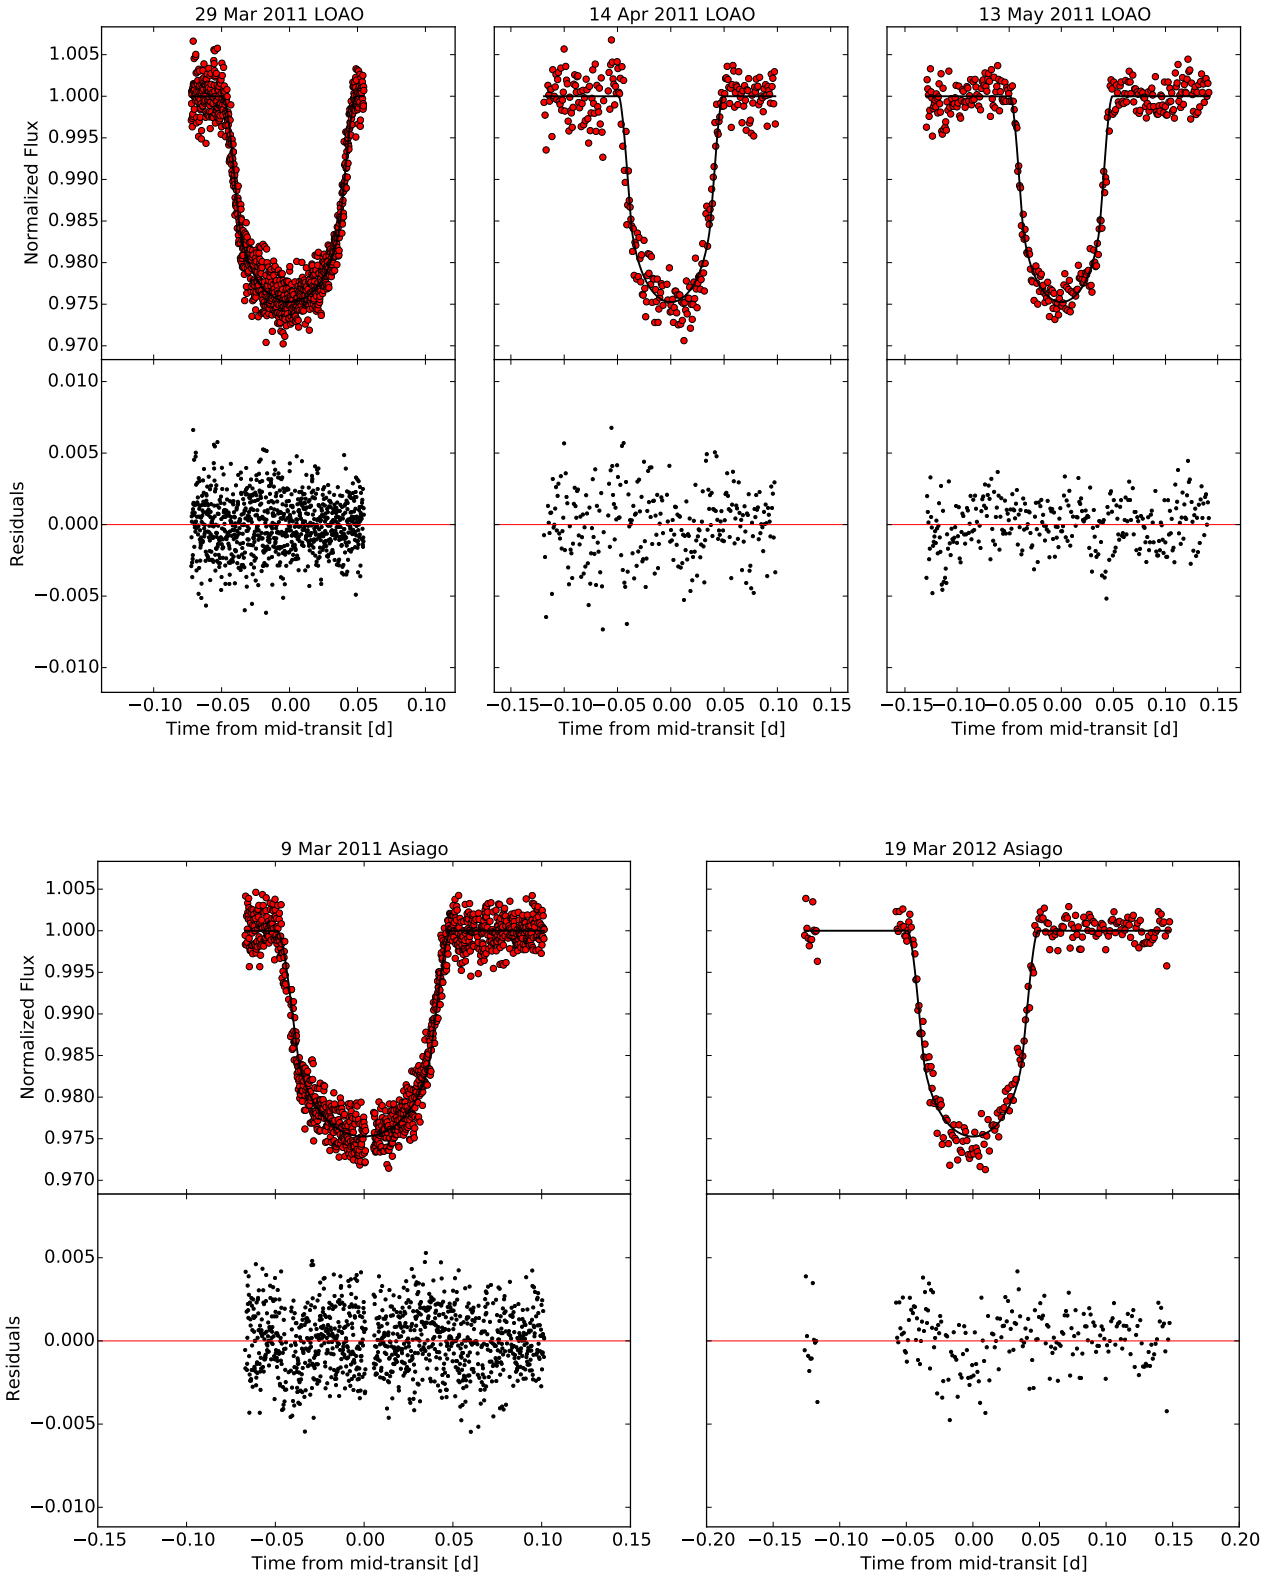 29 Mar 2011 LOAO
14 Apr 2011 LOAO
13 May 2011 LOAO
Normalized Flux
1.005
1.000
0.995
0.990
0.985
0.980
0.975
0.970
Residuals
0.010
0.005
0.000
−0.005
−0.010
−0.10 −0.05 0.00 0.05 0.10
−0.15 −0.10 −0.05 0.00 0.05 0.10 0.15
−0.15 −0.10 −0.05 0.00 0.05 0.10 0.15
Time from mid-transit [d]
Time from mid-transit [d]
Time from mid-transit [d]
9 Mar 2011 Asiago
19 Mar 2012 Asiago
Normalized Flux
1.005
1.000
0.995
0.990
0.985
0.980
0.975
0.970
Residuals
0.005
0.000
−0.005
−0.010
−0.15 −0.10 −0.05 0.00 0.05 0.10 0.15
−0.20 −0.15 −0.10 −0.05 0.00 0.05 0.10 0.15 0.20
Time from mid-transit [d]
Time from mid-transit [d]